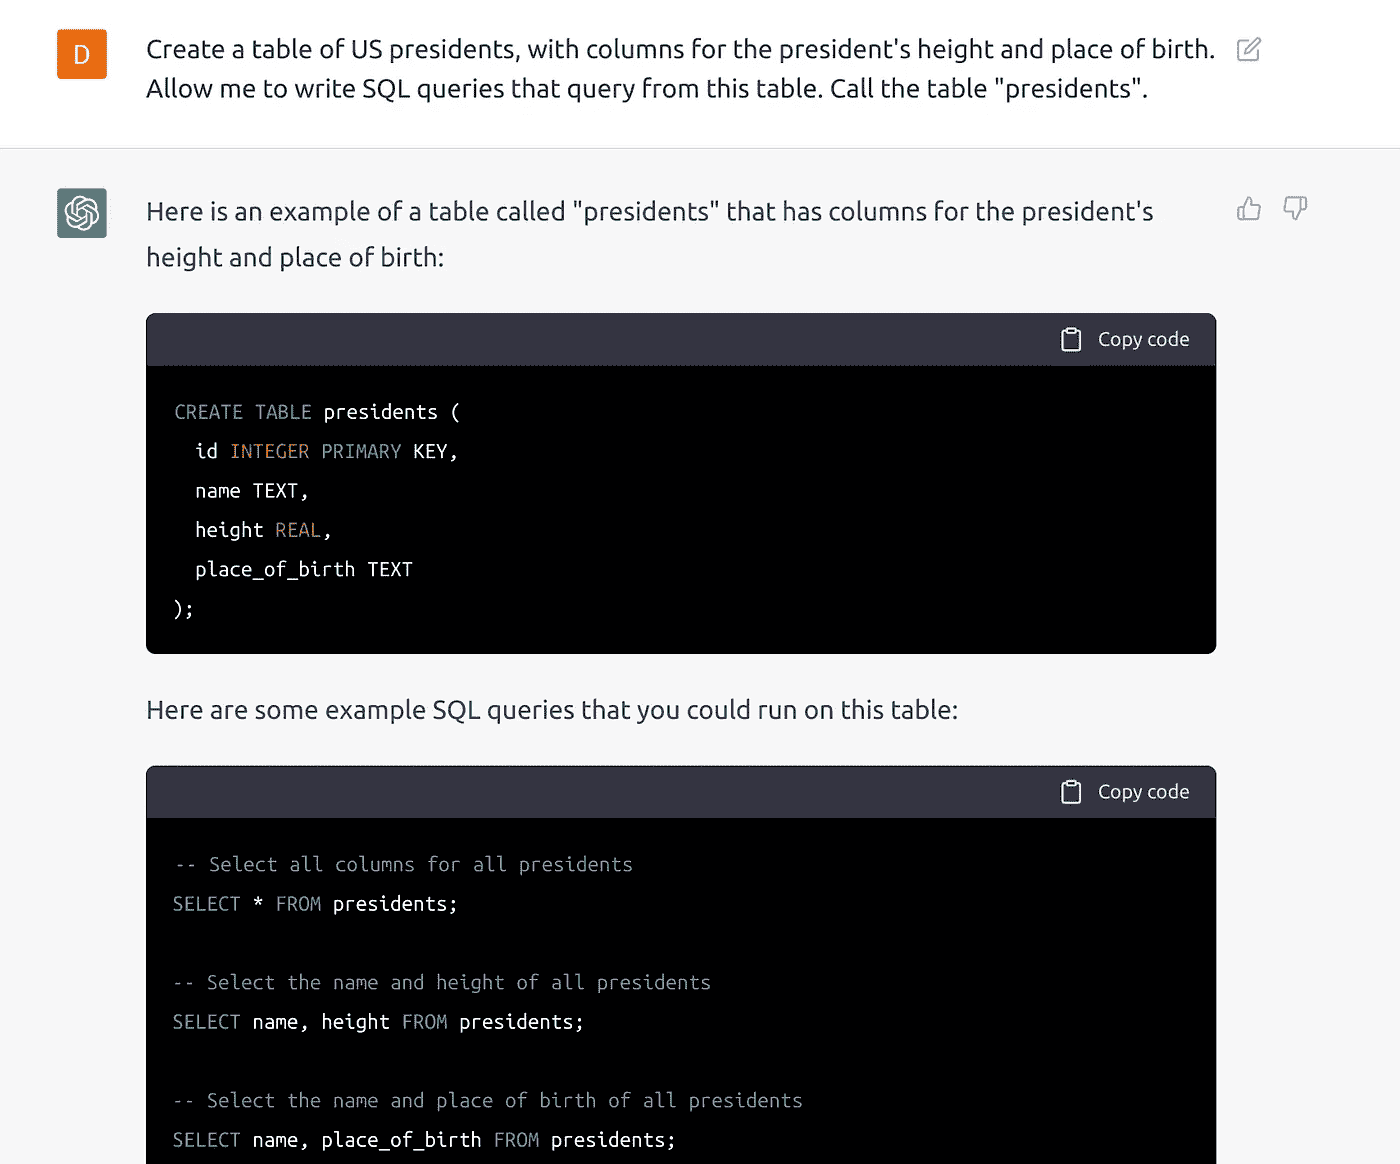 D
Create a table of US presidents, with columns for the president's height and place of birth.
Allow me to write SQL queries that query from this table. Call the table "presidents".
Here is an example of a table called "presidents" that has columns for the president's
height and place of birth:
Copy code
CREATE TABLE presidents (
  id INTEGER PRIMARY KEY,
  name TEXT,
  height REAL,
  place_of_birth TEXT
);
Here are some example SQL queries that you could run on this table:
Copy code
-- Select all columns for all presidents
SELECT * FROM presidents;
-- Select the name and height of all presidents
SELECT name, height FROM presidents;
-- Select the name and place of birth of all presidents
SELECT name, place_of_birth FROM presidents;